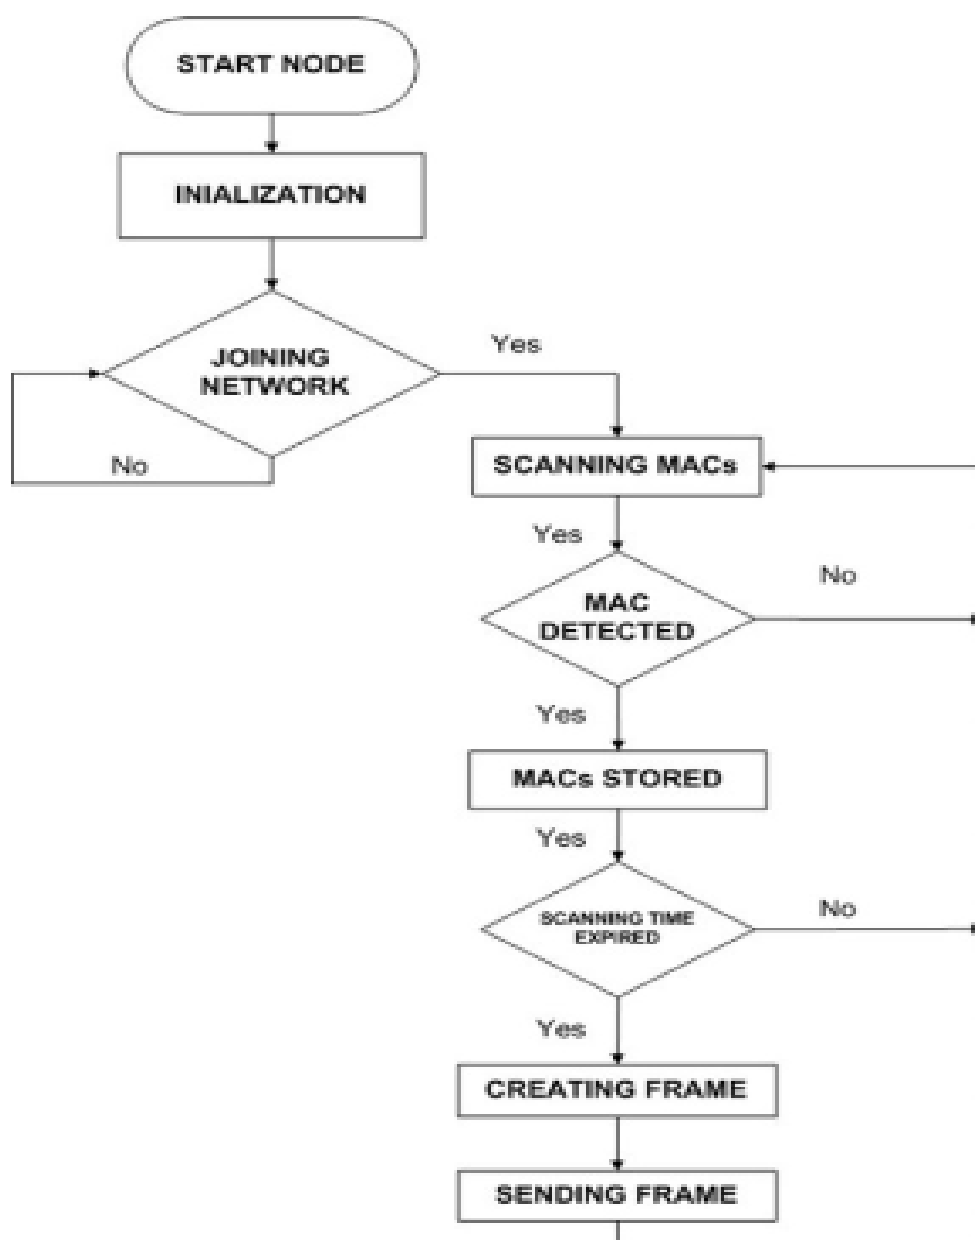 START NODE
INIALIZATION
JOINING
NETWORK
Yes
No
SCANNING MACs
Yes
MAC
DETECTED
No
Yes
MACs STORED
Yes
SCANNING TIME
EXPIRED
No
Yes
CREATING FRAME
SENDING FRAME